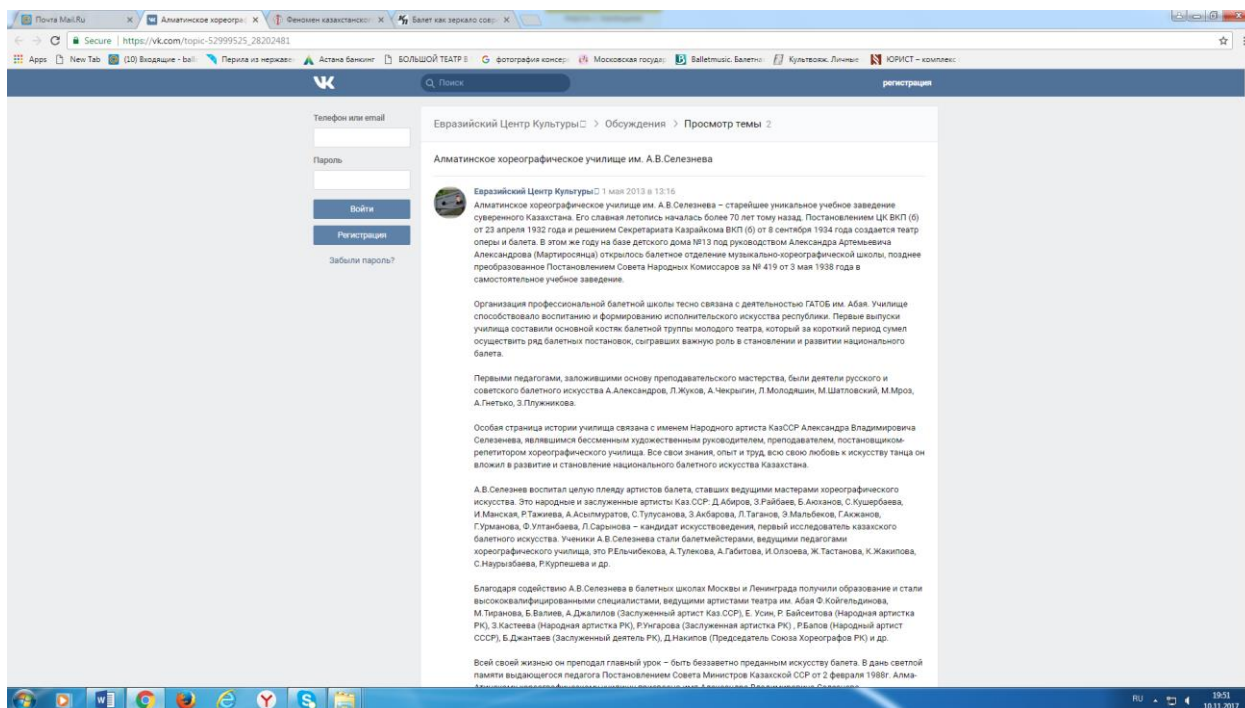 Почта Mail.Ru
Алматинское хореограф
Феномен казахстанско
Балет как зеркало совр
Secure | https://vk.com/topic-52999525_28202481
Apps New Tab (10) Входящие - bal Перила из нержаве Астана банкинг БОЛЬШОЙ ТЕАТР фотография консер Московская государ Balletmusic. Балетна Культвояж. Личные ЮРИСТ – комплекс
Поиск
регистрация
Телефон или email
Пароль
Войти
Регистрация
Забыли пароль?
Евразийский Центр Культуры > Обсуждения > Просмотр темы 2
Алматинское хореографическое училище им. А.В.Селезнева
Евразийский Центр Культуры 1 мая 2013 в 13:16
Алматинское хореографическое училище им. А.В.Селезнева – старейшее уникальное учебное заведение
суверенного Казахстана. Его славная летопись началась более 70 лет тому назад. Постановлением ЦК ВКП (б)
от 23 апреля 1932 года и решением Секретариата Казрайкома ВКП (б) от 8 сентября 1934 года создается театр
оперы и балета. В этом же году на базе детского дома №13 под руководством Александра Артемьевича
Александрова (Мартиросянца) открылось балетное отделение музыкально-хореографической школы, позднее
преобразованное Постановлением Совета Народных Комиссаров за № 419 от 3 мая 1938 года в
самостоятельное учебное заведение.
Организация профессиональной балетной школы тесно связана с деятельностью ГАТОБ им. Абая. Училище
способствовало воспитанию и формированию исполнительского искусства республики. Первые выпуски
училища составили основной костяк балетной труппы молодого театра, который за короткий период сумел
осуществить ряд балетных постановок, сыгравших важную роль в становлении и развитии национального
балета.
Первыми педагогами, заложившими основу преподавательского мастерства, были деятели русского и
советского балетного искусства А.Александров, Л.Жуков, А.Чекрыгин, Л.Молодяшин, М.Шатловский, М.Мроз,
А.Гнетько, З.Плужникова.
Особая страница истории училища связана с именем Народного артиста КазССР Александра Владимировича
Селезенева, являвшимся бессменным художественным руководителем, преподавателем, постановщиком-
репетитором хореографического училища. Все свои знания, опыт и труд, всю свою любовь к искусству танца он
вложил в развитие и становление национального балетного искусства Казахстана.
А.В.Селезнев воспитал целую плеяду артистов балета, ставших ведущими мастерами хореографического
искусства. Это народные и заслуженные артисты Каз.ССР: Д.Абиров, З.Райбаев, Б.Аюханов, С.Кушербаева,
И.Манская, Р.Тажиева, А.Асылмуратов, С.Тулусанова, З.Акбарова, Л.Таганов, Э.Мальбеков, Г.Акжанов,
Г.Урманова, Ф.Ултанбаева, Л.Сарынова – кандидат искусствоведения, первый исследователь казахского
балетного искусства. Ученики А.В.Селезнева стали балетмейстерами, ведущими педагогами
хореографического училища, это Р.Ельчибекова, А.Тулекова, А.Габитова, И.Олзоева, Ж.Тастанова, К.Жакипова,
С.Наурызбаева, Р.Курпешева и др.
Благодаря содействию А.В.Селезнева в балетных школах Москвы и Ленинграда получили образование и стали
высококвалифицированными специалистами, ведущими артистами театра им. Абая Ф.Койгельдинова,
М.Тиранова, Б.Валиев, А.Джалилов (Заслуженный артист Каз.ССР), Е. Усин, Р. Байсеитова (Народная артистка
РК), З.Кастеева (Народная артистка РК), Р.Унгарова (Заслуженная артистка РК) , Р.Бапов (Народный артист
СССР), Б.Джантаев (Заслуженный деятель РК), Д.Накипов (Председатель Союза Хореографов РК) и др.
Всей своей жизнью он преподал главный урок – быть беззаветно преданным искусству балета. В дань светлой
памяти выдающегося педагога Постановлением Совета Министров Казахской ССР от 2 февраля 1988г. Алма-
RU
19:51
10.11.2017